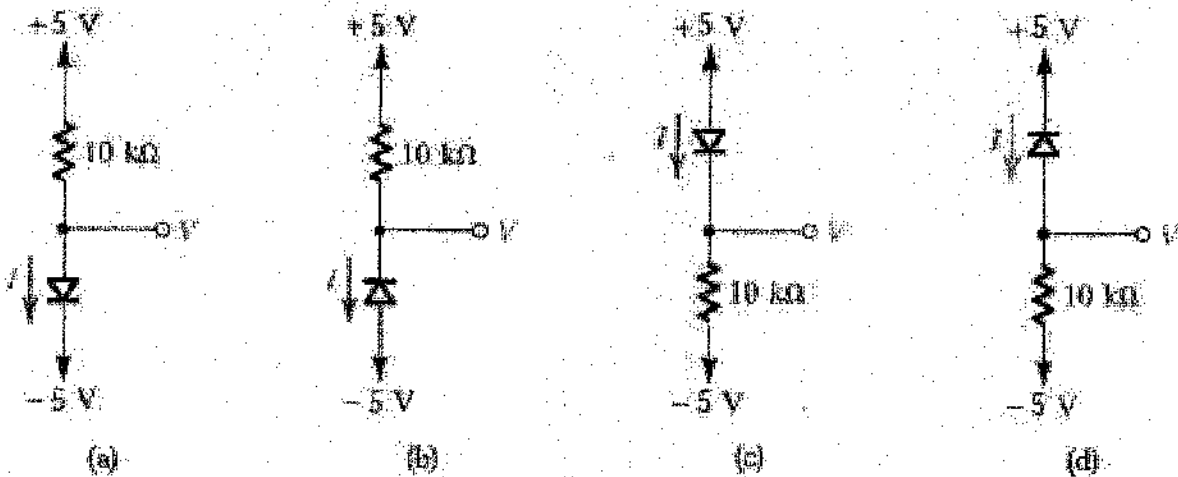 +5 V +5 V +5 V +5 V
I I
10 kΩ 10 kΩ
V V V V
I I 10 kΩ 10 kΩ
−5 V −5 V −5 V −5 V
(a) (b) (c) (d)